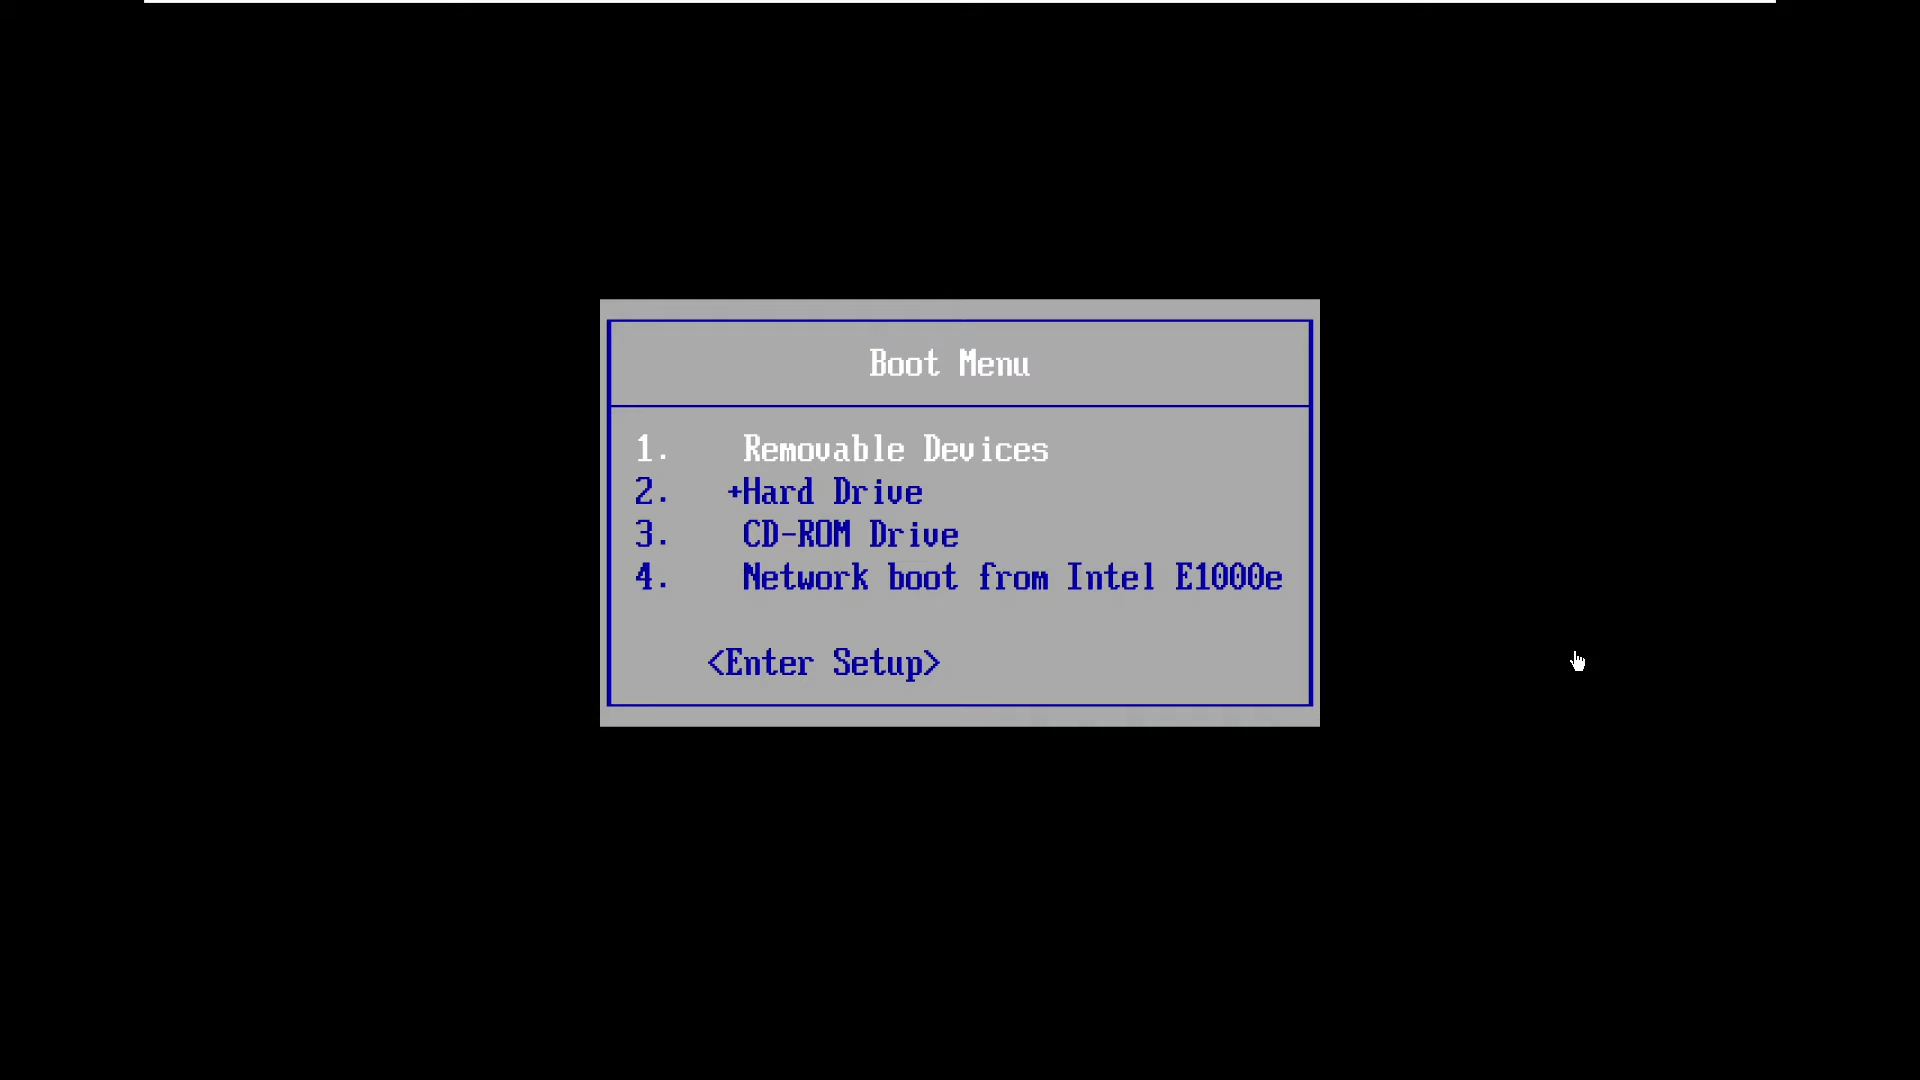 Boot Menu
1. Removable Devices
2. +Hard Drive
3. CD-ROM Drive
4. Network boot from Intel E1000e
<Enter Setup>